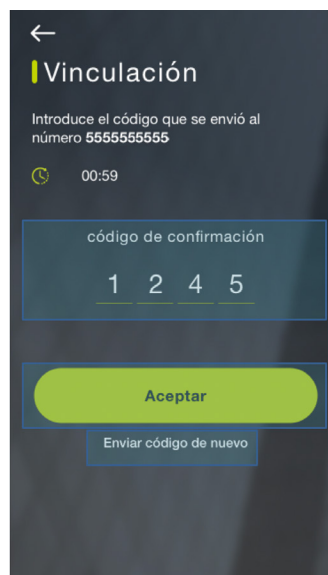 Vinculación
Introduce el código que se envió al
número 5555555555
00:59
código de confirmación
1 2 4 5
Aceptar
Enviar código de nuevo